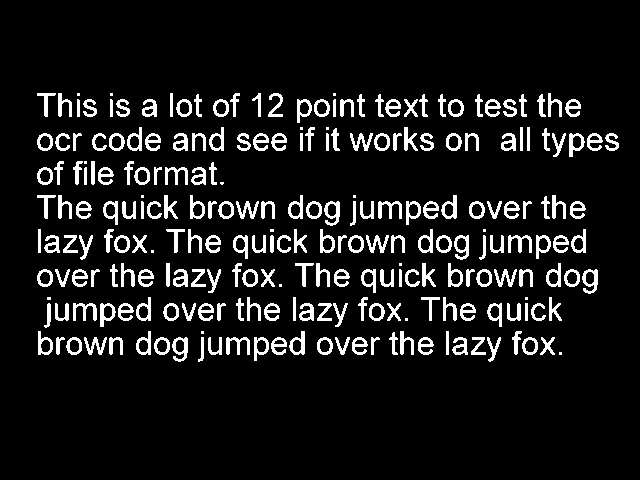 This is a lot of 12 point text to test the
ocr code and see if it works on  all types
of file format.
The quick brown dog jumped over the
lazy fox. The quick brown dog jumped
over the lazy fox. The quick brown dog
 jumped over the lazy fox. The quick
brown dog jumped over the lazy fox.